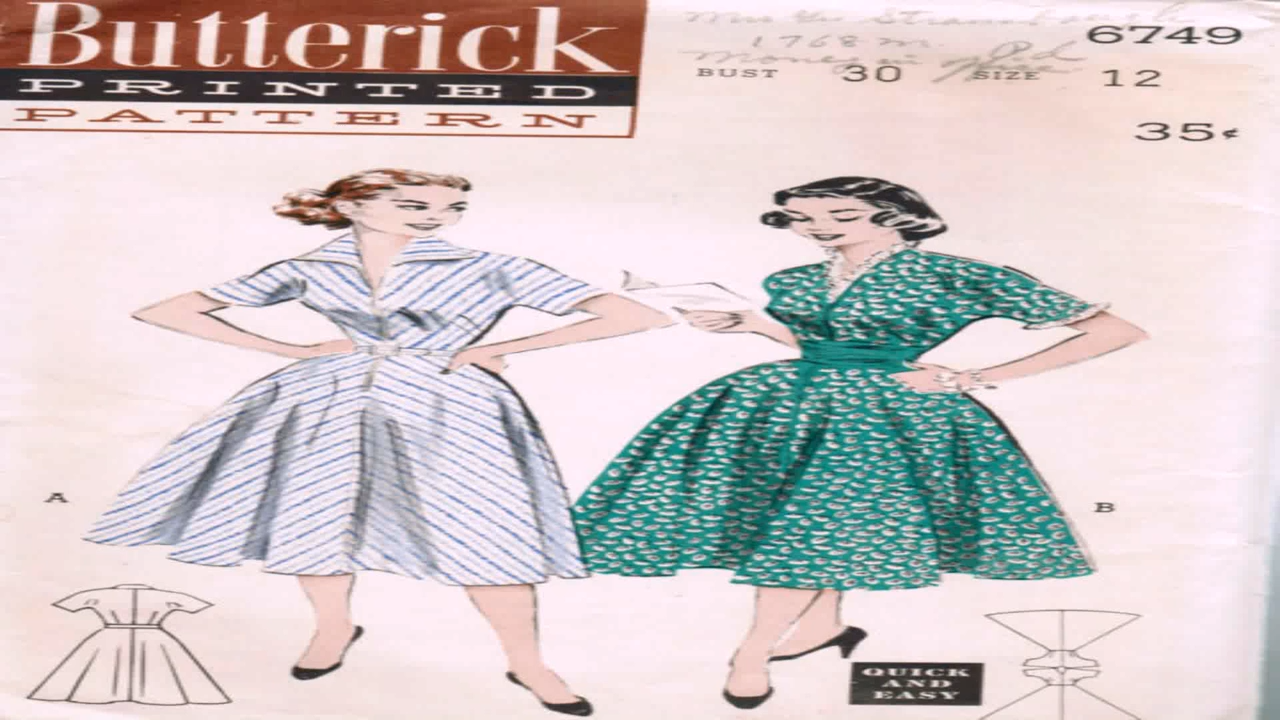 Butterick
PRINTED
PATTERN
6749
1768 m.
BUST 30 SIZE 12
35¢
A
B
QUICK
AND
EASY